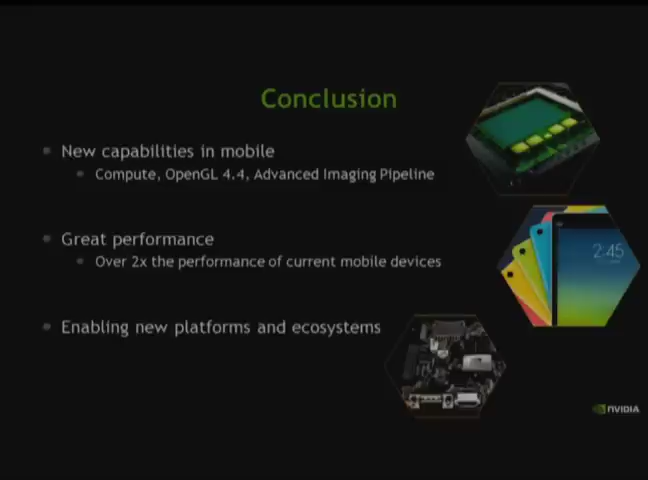 Conclusion
New capabilities in mobile
Compute, OpenGL 4.4, Advanced Imaging Pipeline
Great performance
Over 2x the performance of current mobile devices
2:45
Enabling new platforms and ecosystems
NVIDIA